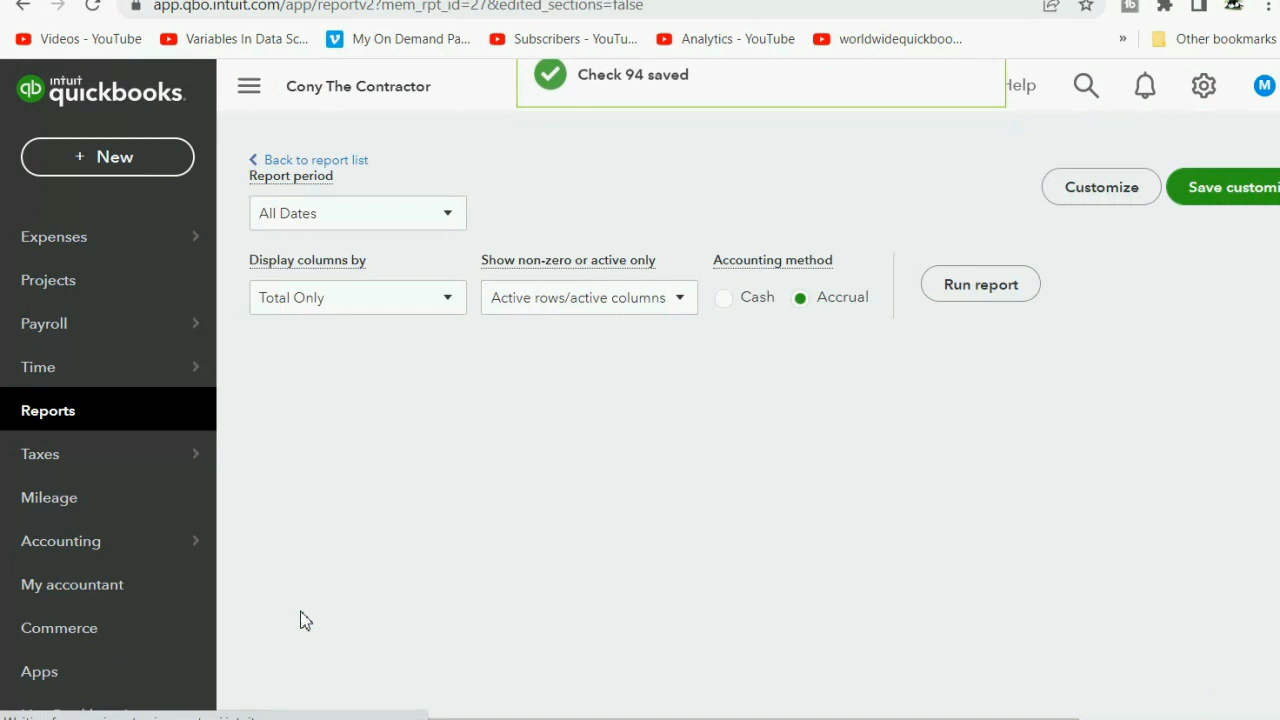 app.qbo.intuit.com/app/reportv2?mem_rpt_id=27&edited_sections=false
Videos - YouTube
Variables In Data Sc...
My On Demand Pa...
Subscribers - YouTu...
Analytics - YouTube
worldwidequickboo...
»
Other bookmarks
qb intuit quickbooks.
Cony The Contractor
Check 94 saved
Help
M
+ New
Back to report list
Report period
All Dates
Customize
Save customi
Display columns by
Show non-zero or active only
Accounting method
Total Only
Active rows/active columns
Cash
Accrual
Run report
Expenses
Projects
Payroll
Time
Reports
Taxes
Mileage
Accounting
My accountant
Commerce
Apps